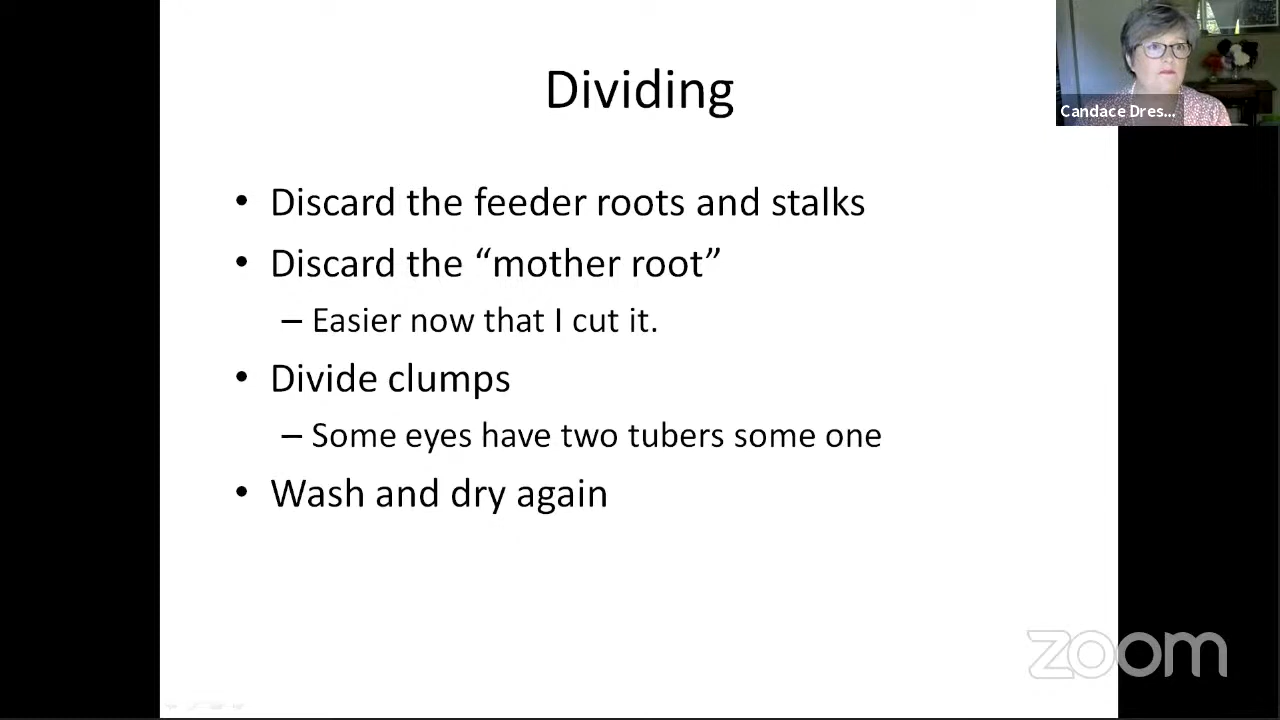 Dividing
Candace Dres...
• Discard the feeder roots and stalks
• Discard the “mother root”
– Easier now that I cut it.
• Divide clumps
– Some eyes have two tubers some one
• Wash and dry again
zoom